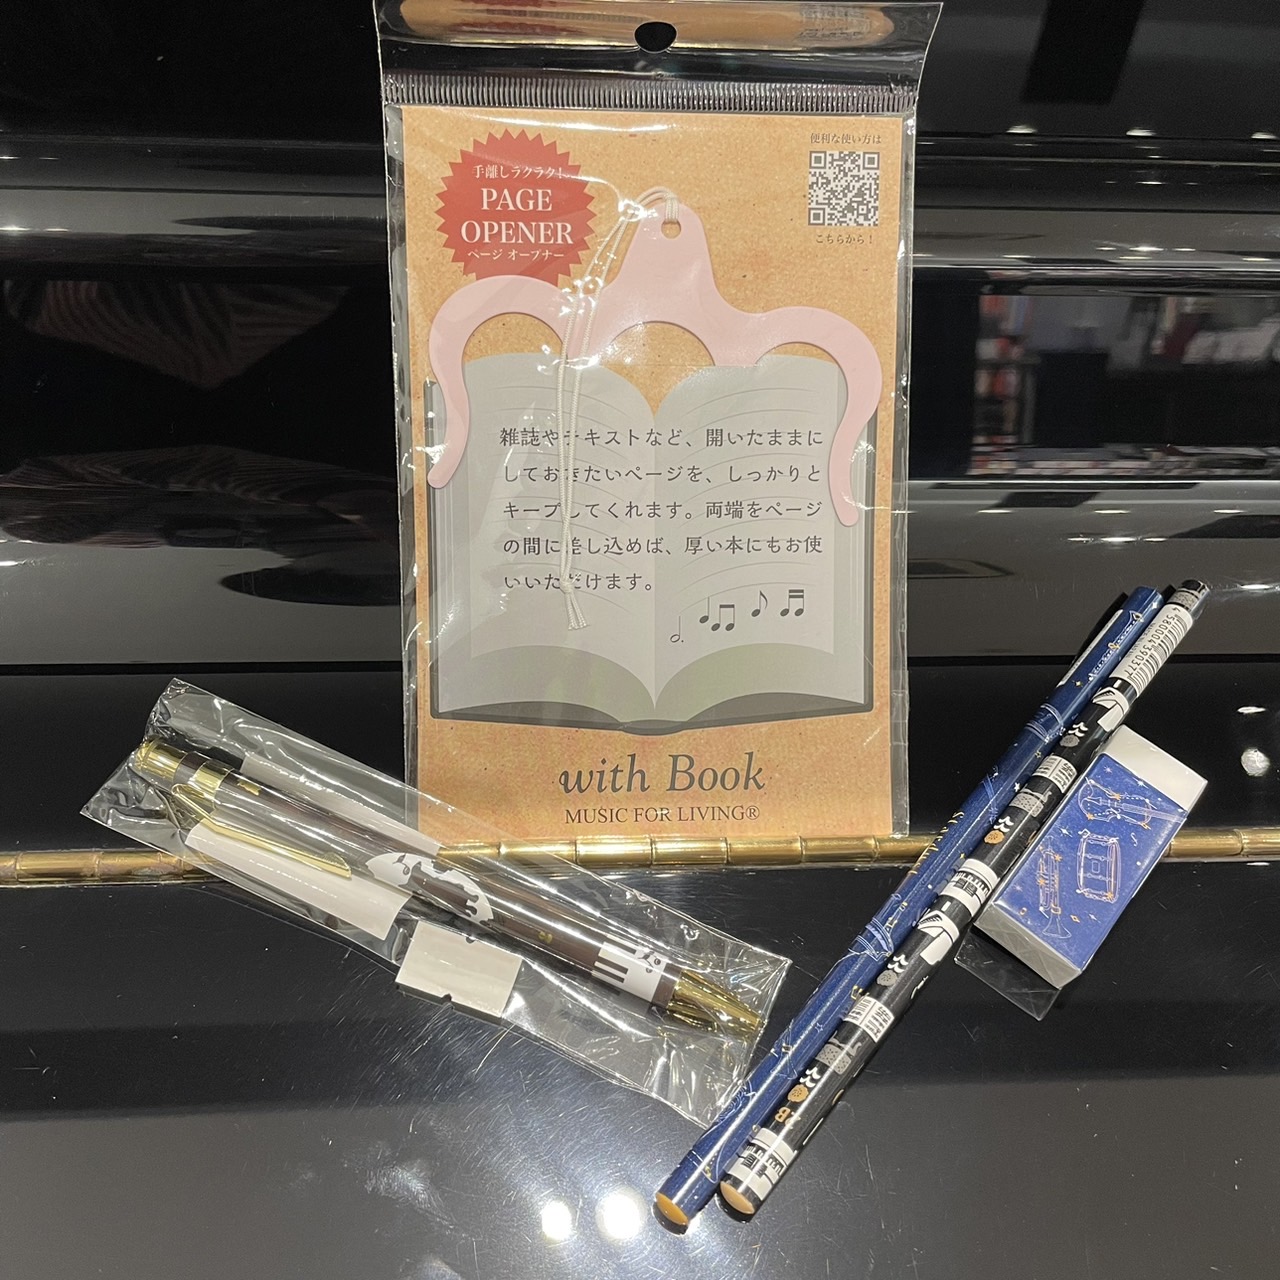 便利な使い方は
こちらから！
手離しラクラク！
PAGE
OPENER
ページ オープナー
雑誌やテキストなど、開いたままに
しておきたいページを、しっかりと
キープしてくれます。両端をページ
の間に差し込めば、厚い本にもお使
いいただけます。
with Book
MUSIC FOR LIVING®
2B